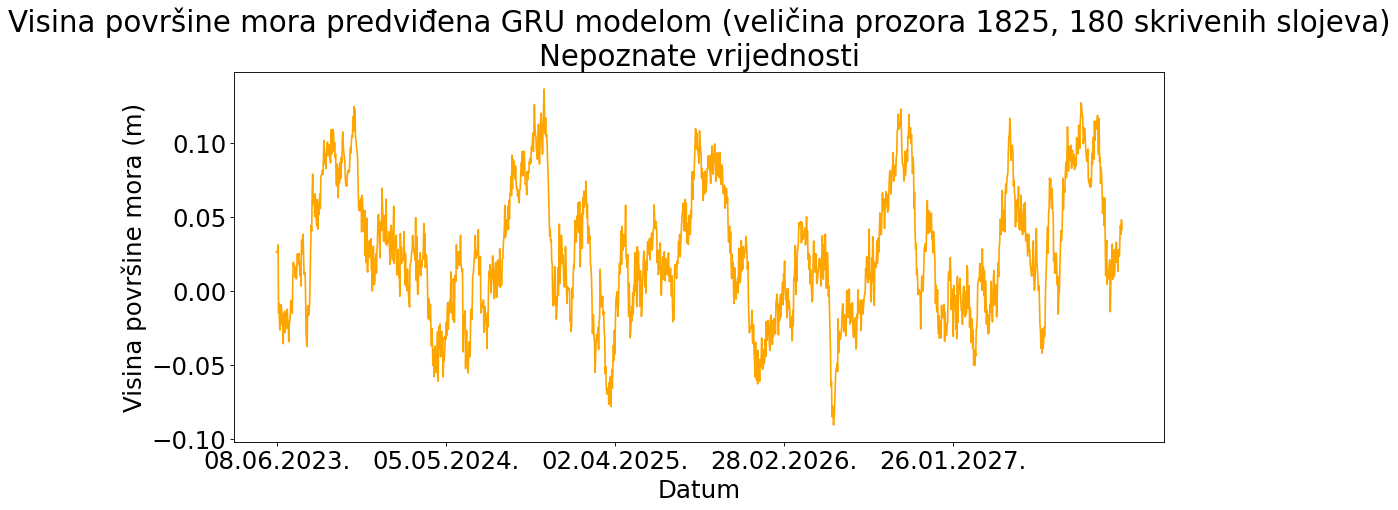 Visina površine mora predviđena GRU modelom (veličina prozora 1825, 180 skrivenih slojeva)
Nepoznate vrijednosti
Visina površine mora (m)
0.10
0.05
0.00
−0.05
−0.10
08.06.2023. 05.05.2024. 02.04.2025. 28.02.2026. 26.01.2027.
Datum